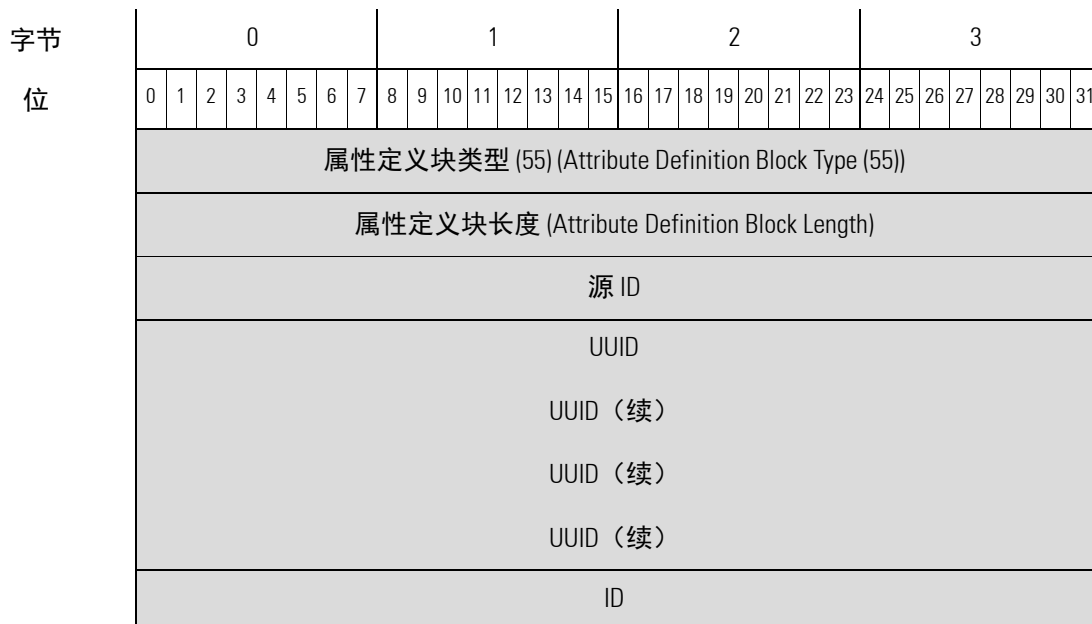 字节 0 1 2 3
位 0 1 2 3 4 5 6 7 8 9 10 11 12 13 14 15 16 17 18 19 20 21 22 23 24 25 26 27 28 29 30 31
属性定义块类型 (55) (Attribute Definition Block Type (55))
属性定义块长度 (Attribute Definition Block Length)
源 ID
UUID
UUID（续）
UUID（续）
UUID（续）
ID